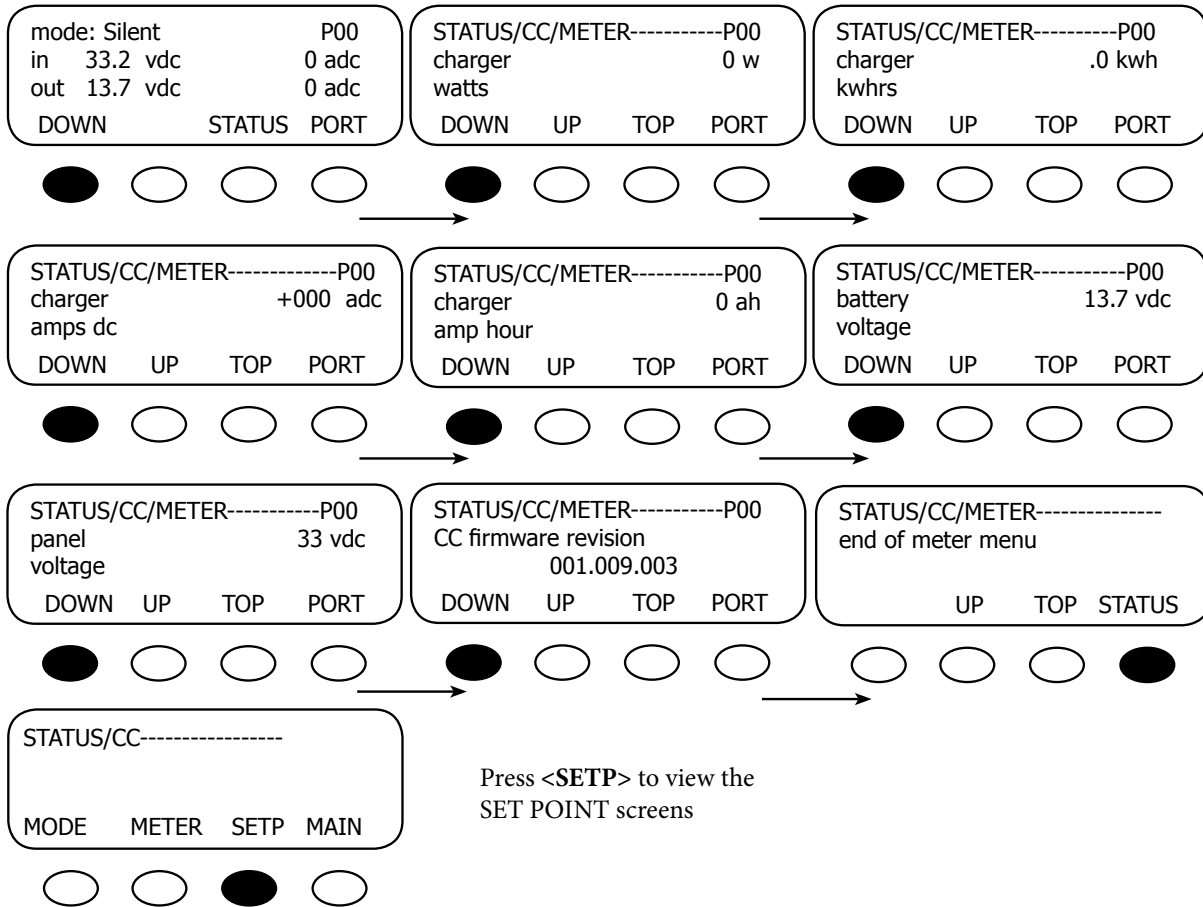 mode: Silent P00
in 33.2 vdc 0 adc
out 13.7 vdc 0 adc
DOWN STATUS PORT
STATUS/CC/METER-----------P00
charger 0 w
watts
DOWN UP TOP PORT
STATUS/CC/METER-----------P00
charger .0 kwh
kwhrs
DOWN UP TOP PORT
STATUS/CC/METER-------------P00
charger +000 adc
amps dc
DOWN UP TOP PORT
STATUS/CC/METER-----------P00
charger 0 ah
amp hour
DOWN UP TOP PORT
STATUS/CC/METER-----------P00
battery 13.7 vdc
voltage
DOWN UP TOP PORT
STATUS/CC/METER-----------P00
panel 33 vdc
voltage
DOWN UP TOP PORT
STATUS/CC/METER-----------P00
CC firmware revision
001.009.003
DOWN UP TOP PORT
STATUS/CC/METER---------------
end of meter menu
UP TOP STATUS
STATUS/CC-----------------
MODE METER SETP MAIN
Press <SETP> to view the
SET POINT screens